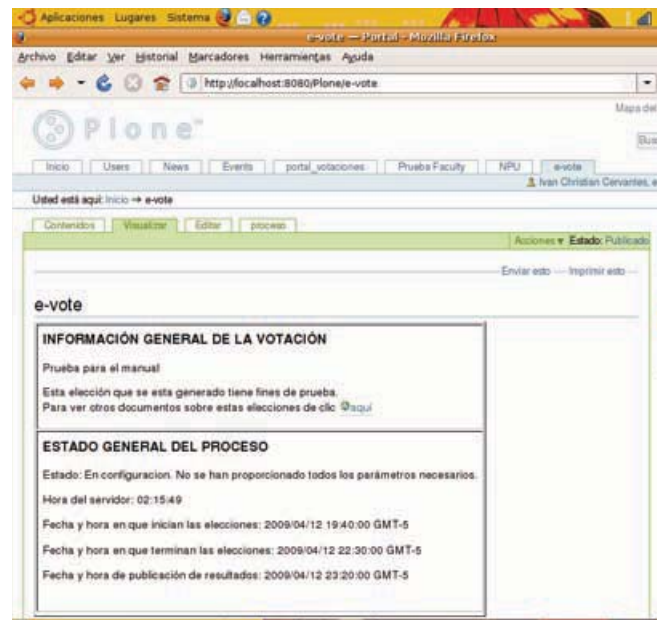 Aplicaciones Lugares Sistema
e-vote — Portal - Mozilla Firefox
Archivo Editar Ver Historial Marcadores Herramientas Ayuda
http://localhost:8080/Plone/e-vote
Mapa del
Plone
Bus
Inicio Users News Events portal_votaciones Prueba Faculty NPU e-vote
Ivan Christian Cervantes, e
Usted está aquí: Inicio → e-vote
Contenidos Visualizar Editar proceso
Acciones Estado: Publicado
Enviar esto — Imprimir esto —
e-vote
INFORMACIÓN GENERAL DE LA VOTACIÓN
Prueba para el manual
Esta elección que se esta generado tiene fines de prueba.
Para ver otros documentos sobre estas elecciones de clic aquí
ESTADO GENERAL DEL PROCESO
Estado: En configuracion. No se han proporcionado todos los parámetros necesarios.
Hora del servidor: 02:15:49
Fecha y hora en que inician las elecciones: 2009/04/12 19:40:00 GMT-5
Fecha y hora en que terminan las elecciones: 2009/04/12 22:30:00 GMT-5
Fecha y hora de publicación de resultados: 2009/04/12 23:20:00 GMT-5